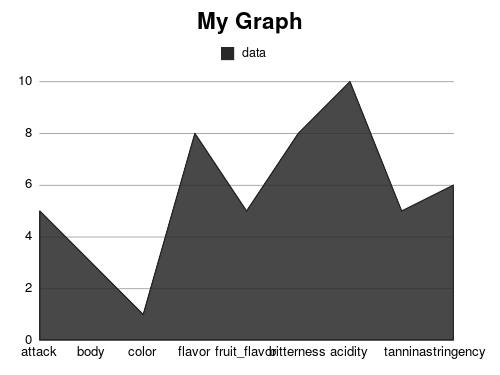 My Graph
data
10
8
6
4
2
0
attack body color flavor fruit_flavor bitterness acidity tannin astringency